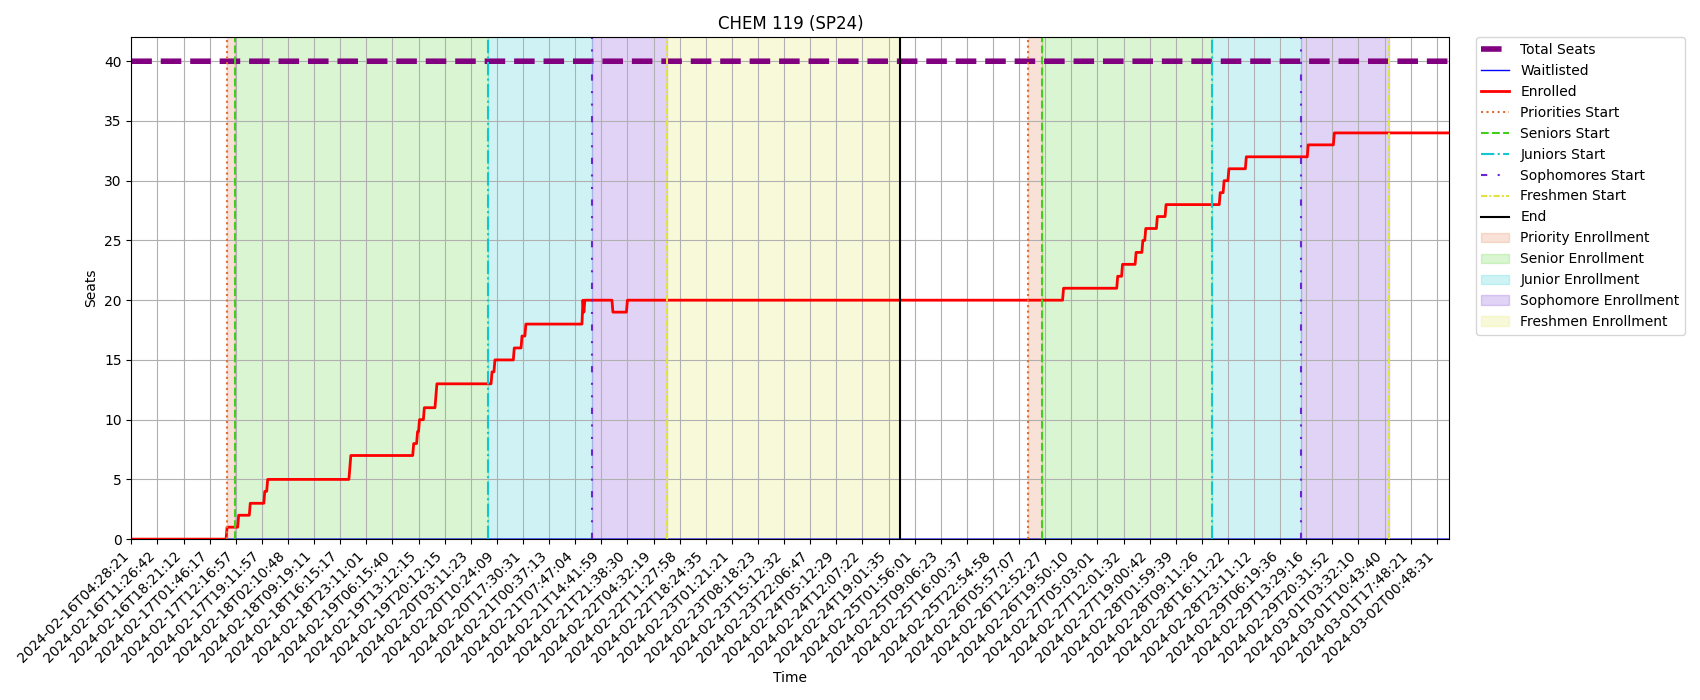 CHEM 119 (SP24)
Seats
40
35
30
25
20
15
10
5
0
2024-02-16T04:28:21
2024-02-16T11:26:42
2024-02-16T18:21:12
2024-02-17T01:46:17
2024-02-17T12:16:57
2024-02-17T19:11:57
2024-02-18T02:10:48
2024-02-18T09:19:11
2024-02-18T16:15:17
2024-02-18T23:11:01
2024-02-19T06:15:40
2024-02-19T13:12:15
2024-02-19T20:12:15
2024-02-20T03:11:23
2024-02-20T10:24:09
2024-02-20T17:30:31
2024-02-21T00:37:13
2024-02-21T07:47:04
2024-02-21T14:41:59
2024-02-21T21:38:30
2024-02-22T04:32:19
2024-02-22T11:27:58
2024-02-22T18:24:35
2024-02-23T01:21:21
2024-02-23T08:18:23
2024-02-23T15:12:32
2024-02-23T22:06:47
2024-02-24T05:12:29
2024-02-24T12:07:22
2024-02-24T19:01:35
2024-02-25T01:56:01
2024-02-25T09:06:23
2024-02-25T16:00:37
2024-02-25T22:54:58
2024-02-26T05:57:07
2024-02-26T12:52:27
2024-02-26T19:50:10
2024-02-27T05:03:01
2024-02-27T12:01:32
2024-02-27T19:00:42
2024-02-28T01:59:39
2024-02-28T09:11:26
2024-02-28T16:11:22
2024-02-28T23:11:12
2024-02-29T06:19:36
2024-02-29T13:29:16
2024-02-29T20:31:52
2024-03-01T03:32:10
2024-03-01T10:43:40
2024-03-01T17:48:21
2024-03-02T00:48:31
Time
Total Seats
Waitlisted
Enrolled
Priorities Start
Seniors Start
Juniors Start
Sophomores Start
Freshmen Start
End
Priority Enrollment
Senior Enrollment
Junior Enrollment
Sophomore Enrollment
Freshmen Enrollment